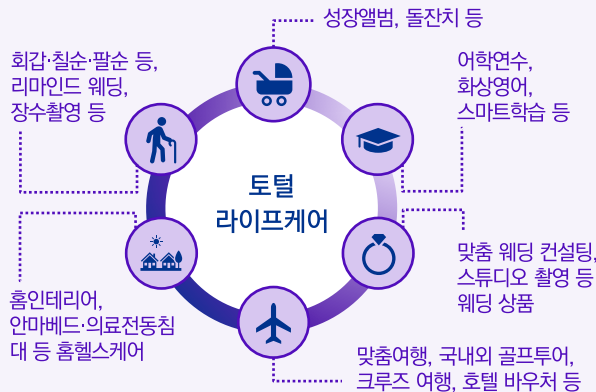 성장앨범, 돌잔치 등
회갑·칠순·팔순 등,
리마인드 웨딩,
장수촬영 등
어학연수,
화상영어,
스마트학습 등
토털
라이프케어
맞춤 웨딩 컨설팅,
스튜디오 촬영 등
웨딩 상품
홈인테리어,
안마베드·의료전동침
대 등 홈헬스케어
맞춤여행, 국내외 골프투어,
크루즈 여행, 호텔 바우처 등